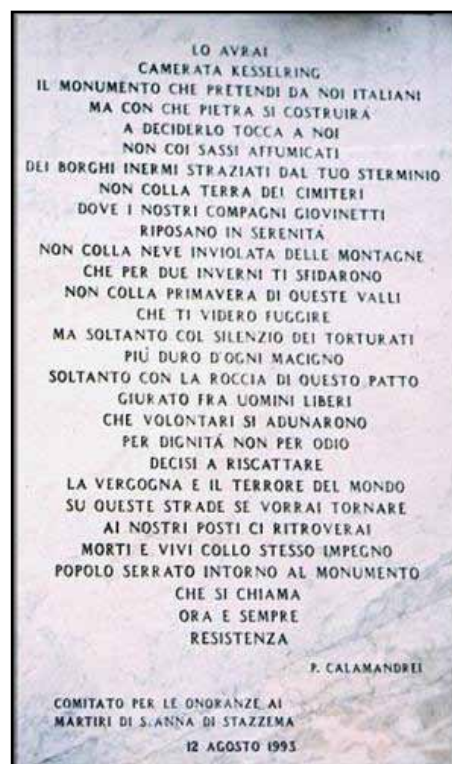 LO AVRAI
CAMERATA KESSELRING
IL MONUMENTO CHE PRETENDI DA NOI ITALIANI
MA CON CHE PIETRA SI COSTRUIRÁ
A DECIDERLO TOCCA A NOI
NON COI SASSI AFFUMICATI
DEI BORGHI INERMI STRAZIATI DAL TUO STERMINIO
NON COLLA TERRA DEI CIMITERI
DOVE I NOSTRI COMPAGNI GIOVINETTI
RIPOSANO IN SERENITÁ
NON COLLA NEVE INVIOLATA DELLE MONTAGNE
CHE PER DUE INVERNI TI SFIDARONO
NON COLLA PRIMAVERA DI QUESTE VALLI
CHE TI VIDERO FUGGIRE
MA SOLTANTO COL SILENZIO DEI TORTURATI
PIÚ DURO D'OGNI MACIGNO
SOLTANTO CON LA ROCCIA DI QUESTO PATTO
GIURATO FRA UOMINI LIBERI
CHE VOLONTARI SI ADUNARONO
PER DIGNITÁ NON PER ODIO
DECISI A RISCATTARE
LA VERGOGNA E IL TERRORE DEL MONDO
SU QUESTE STRADE SE VORRAI TORNARE
AI NOSTRI POSTI CI RITROVERAI
MORTI E VIVI COLLO STESSO IMPEGNO
POPOLO SERRATO INTORNO AL MONUMENTO
CHE SI CHIAMA
ORA E SEMPRE
RESISTENZA
P. CALAMANDREI
COMITATO PER LE ONORANZE AI
MARTIRI DI S. ANNA DI STAZZEMA
12 AGOSTO 1993